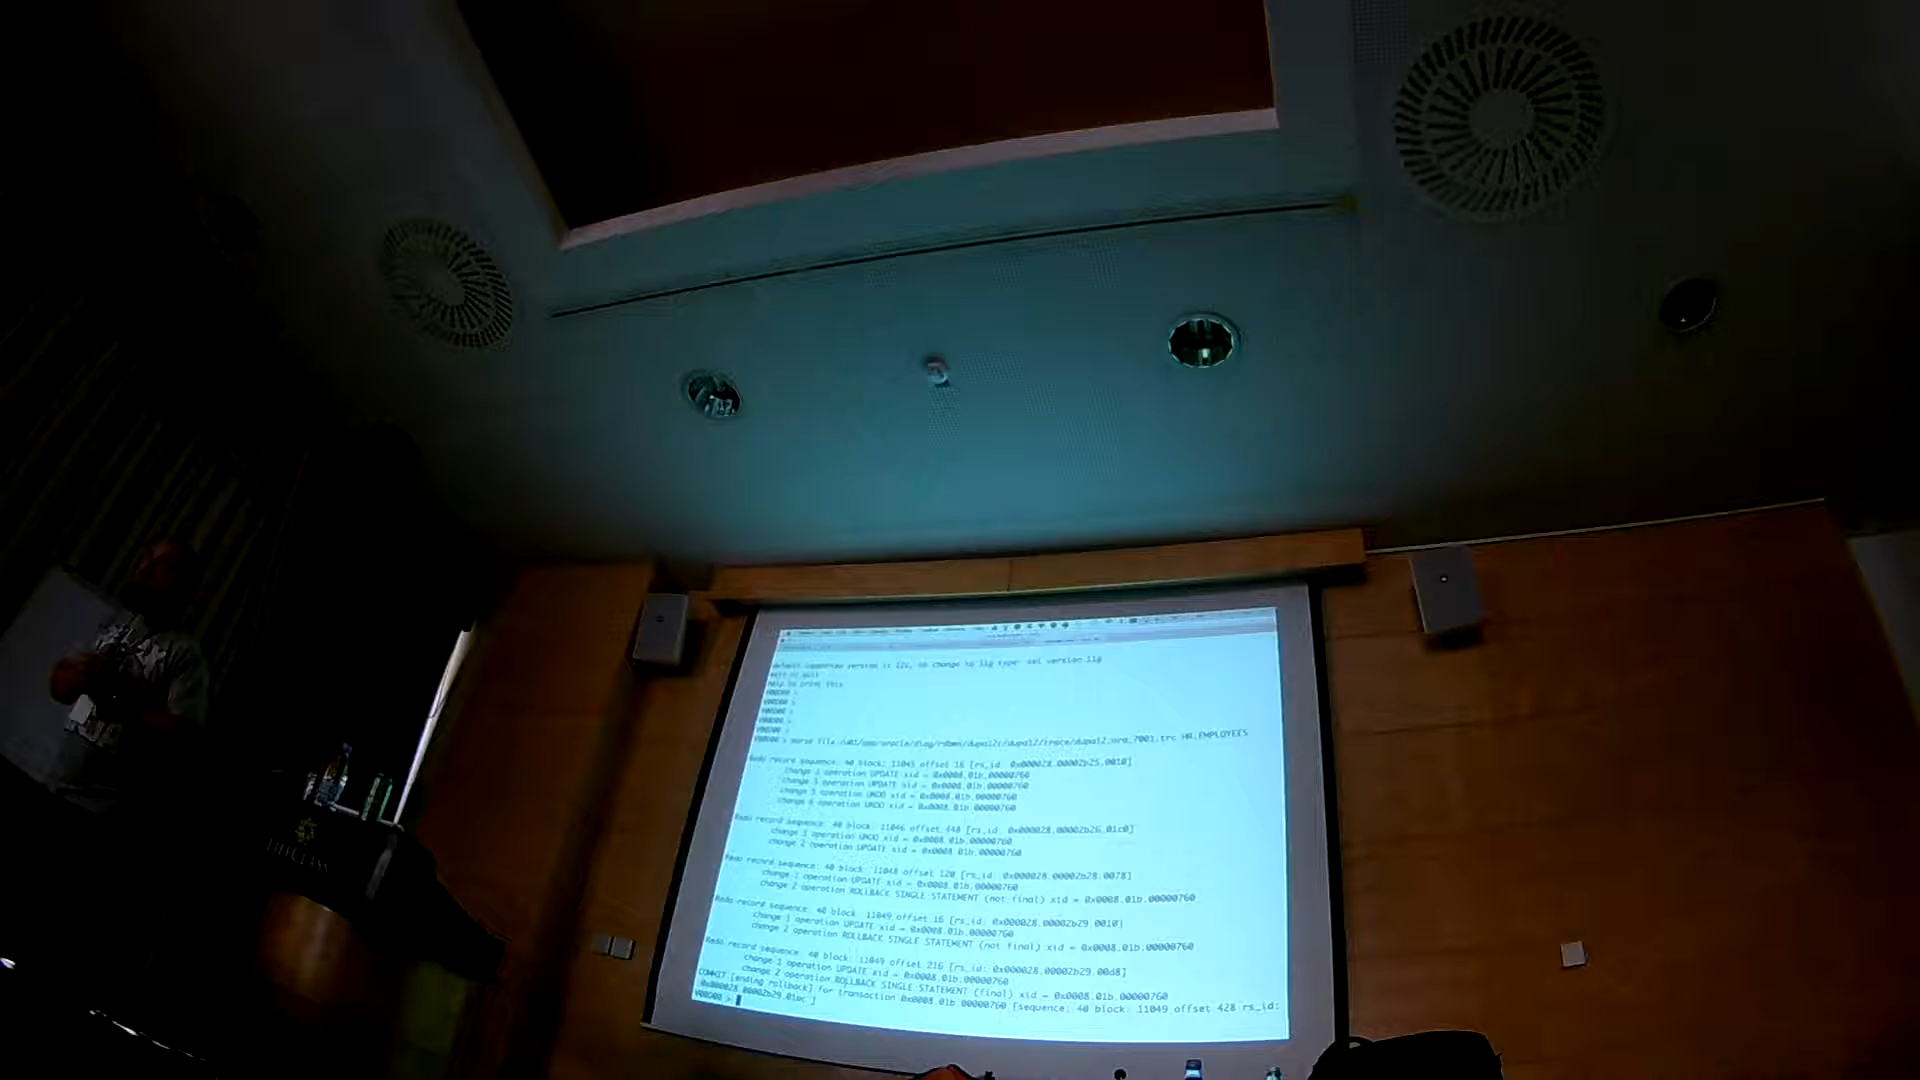 default supported version is 12c, to change to 11g type: set version 11g
exit or quit
help to print this
V00D00 >
V00D00 >
V00D00 >
V00D00 >
V00D00 >
V00D00 > parse file /u01/app/oracle/diag/rdbms/dupa12c/dupa12/trace/dupa12_ora_7001.trc HR.EMPLOYEES
Redo record sequence: 40 block: 11045 offset 16 [rs_id: 0x000028.00002b25.0010]
change 1 operation UPDATE xid = 0x0008.01b.00000760
change 3 operation UPDATE xid = 0x0008.01b.00000760
change 5 operation UNDO xid = 0x0008.01b.00000760
change 6 operation UNDO xid = 0x0008.01b.00000760
Redo record sequence: 40 block: 11046 offset 448 [rs_id: 0x000028.00002b26.01c0]
change 1 operation UNDO xid = 0x0008.01b.00000760
change 2 operation UPDATE xid = 0x0008.01b.00000760
Redo record sequence: 40 block: 11048 offset 120 [rs_id: 0x000028.00002b28.0078]
change 1 operation UPDATE xid = 0x0008.01b.00000760
change 2 operation ROLLBACK SINGLE STATEMENT (not final) xid = 0x0008.01b.00000760
Redo record sequence: 40 block: 11049 offset 16 [rs_id: 0x000028.00002b29.0010]
change 1 operation UPDATE xid = 0x0008.01b.00000760
change 2 operation ROLLBACK SINGLE STATEMENT (not final) xid = 0x0008.01b.00000760
Redo record sequence: 40 block: 11049 offset 216 [rs_id: 0x000028.00002b29.00d8]
change 1 operation UPDATE xid = 0x0008.01b.00000760
change 2 operation ROLLBACK SINGLE STATEMENT (final) xid = 0x0008.01b.00000760
COMMIT [ending rollback] for transaction 0x0008.01b.00000760 [sequence: 40 block: 11049 offset 428 rs_id:
0x000028.00002b29.01ac ]
V00D00 >